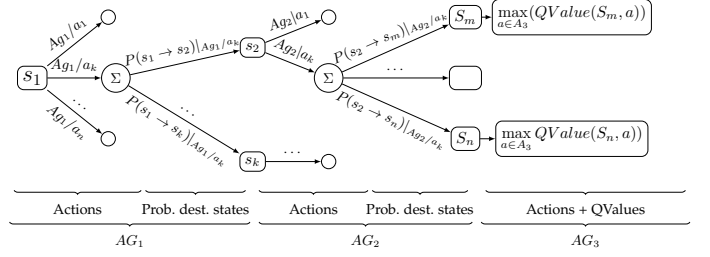 s₁
Ag₁/a₁
Ag₁/aₖ
...
Ag₁/aₙ
Σ
P(s₁ → s₂)|Ag₁/aₖ
...
P(s₁ → sₖ)|Ag₁/aₖ
s₂
sₖ
...
Ag₂|a₁
Ag₂|aₖ
Σ
P(s₂ → sₘ)|Ag₂/aₖ
...
P(s₂ → sₙ)|Ag₂/aₖ
Sₘ
Sₙ
max(QValue(Sₘ, a))
a∈A₃
max QValue(Sₙ, a))
a∈A₃
Actions
Prob. dest. states
Actions
Prob. dest. states
Actions + QValues
AG₁
AG₂
AG₃